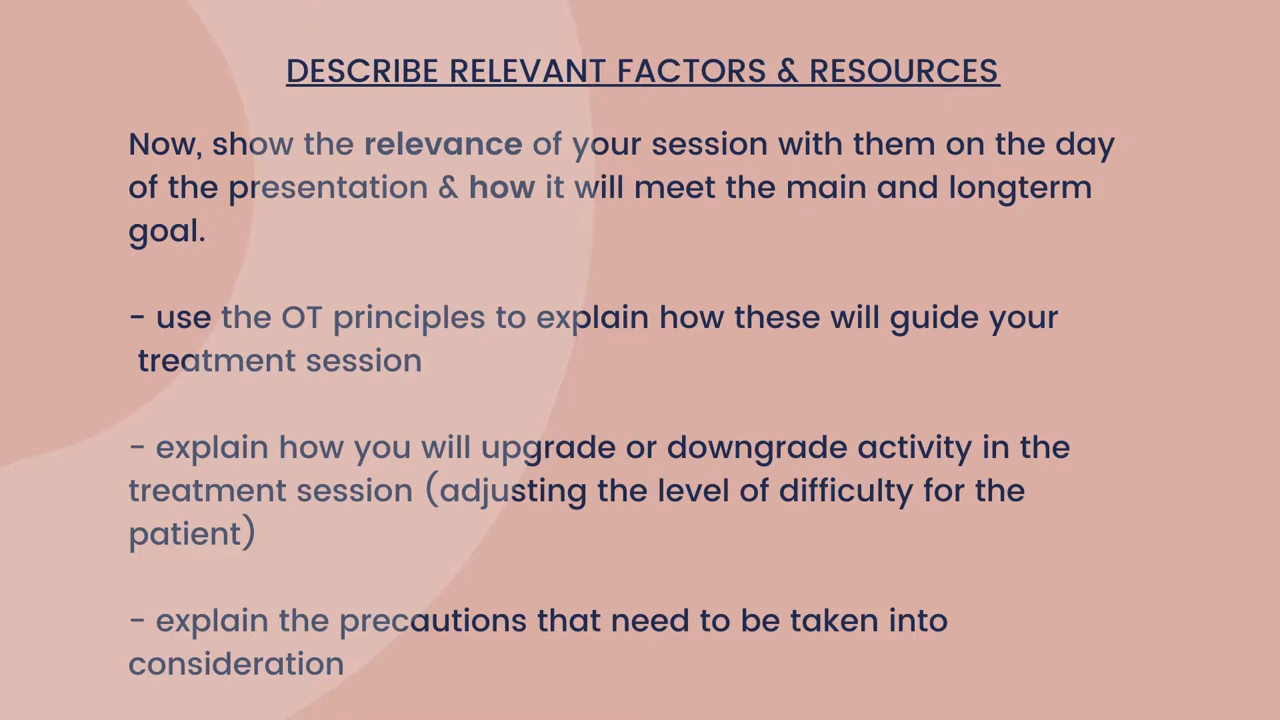 DESCRIBE RELEVANT FACTORS & RESOURCES
Now, show the relevance of your session with them on the day
of the presentation & how it will meet the main and longterm
goal.
- use the OT principles to explain how these will guide your
treatment session
- explain how you will upgrade or downgrade activity in the
treatment session (adjusting the level of difficulty for the
patient)
- explain the precautions that need to be taken into
consideration